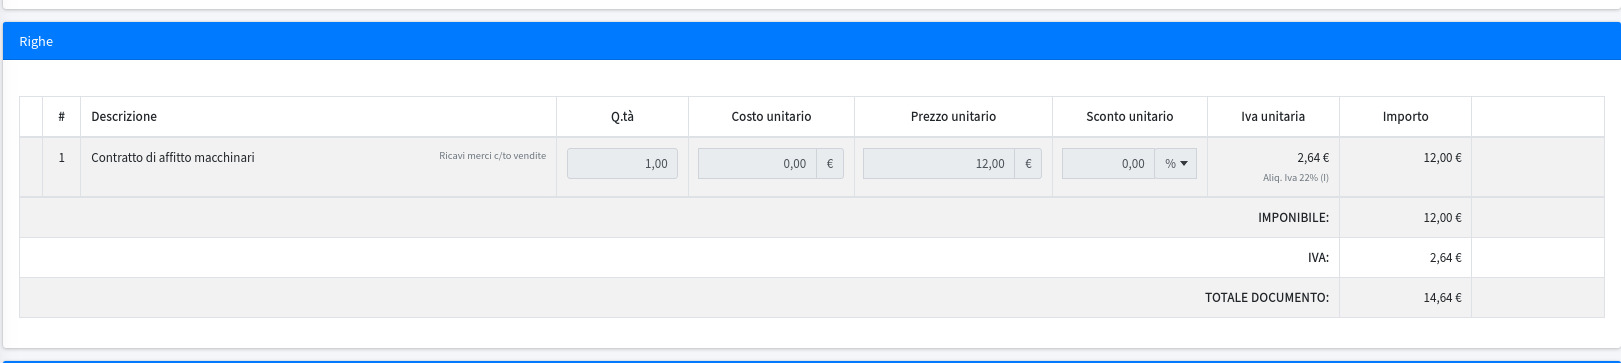 Righe
# Descrizione Q.tà Costo unitario Prezzo unitario Sconto unitario Iva unitaria Importo
1 Contratto di affitto macchinari Ricavi merci c/to vendite 1,00 0,00 € 12,00 € 0,00 % 2,64 € 12,00 €
Aliq. Iva 22% (I)
IMPONIBILE: 12,00 €
IVA: 2,64 €
TOTALE DOCUMENTO: 14,64 €